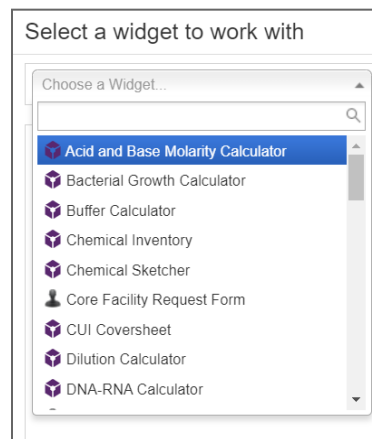 Select a widget to work with
Choose a Widget...
Acid and Base Molarity Calculator
Bacterial Growth Calculator
Buffer Calculator
Chemical Inventory
Chemical Sketcher
Core Facility Request Form
CUI Coversheet
Dilution Calculator
DNA-RNA Calculator